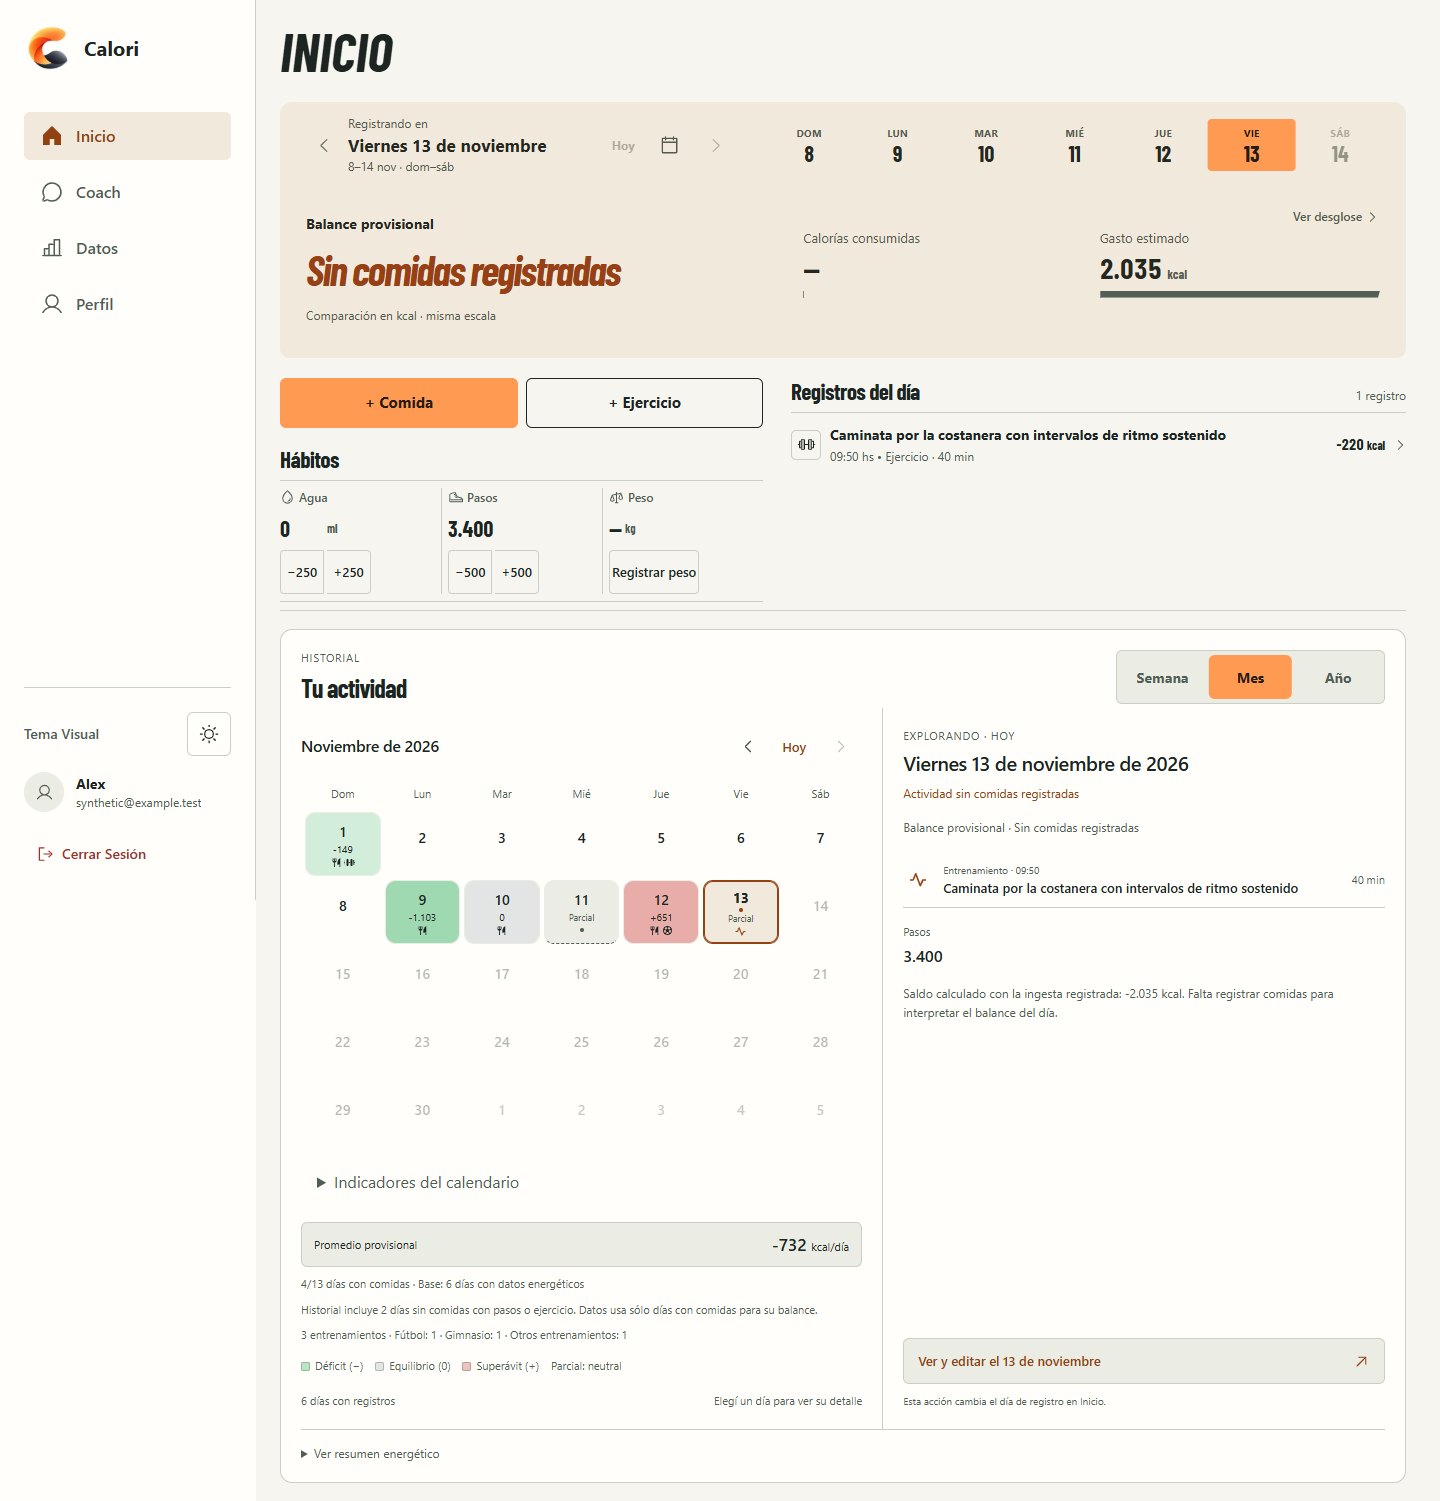 Calori
Inicio
Coach
Datos
Perfil
Tema Visual
Alex
synthetic@example.test
Cerrar Sesión
INICIO
Registrando en
Viernes 13 de noviembre
8–14 nov · dom–sáb
Hoy
DOM LUN MAR MIÉ JUE VIE SÁB
8 9 10 11 12 13 14
Ver desglose
Balance provisional
Sin comidas registradas
Comparación en kcal · misma escala
Calorías consumidas
–
Gasto estimado
2.035 kcal
+ Comida
+ Ejercicio
Hábitos
Agua
0 ml
−250 +250
Pasos
3.400
−500 +500
Peso
– kg
Registrar peso
Registros del día
1 registro
Caminata por la costanera con intervalos de ritmo sostenido
09:50 hs • Ejercicio · 40 min
-220 kcal
HISTORIAL
Tu actividad
Semana Mes Año
Noviembre de 2026
Hoy
Dom Lun Mar Mié Jue Vie Sáb
1 2 3 4 5 6 7
-149
8 9 10 11 12 13 14
-1.103 0 Parcial +651 Parcial
15 16 17 18 19 20 21
22 23 24 25 26 27 28
29 30 1 2 3 4 5
Indicadores del calendario
Promedio provisional
-732 kcal/día
4/13 días con comidas · Base: 6 días con datos energéticos
Historial incluye 2 días sin comidas con pasos o ejercicio. Datos usa sólo días con comidas para su balance.
3 entrenamientos · Fútbol: 1 · Gimnasio: 1 · Otros entrenamientos: 1
Déficit (−) Equilibrio (0) Superávit (+) Parcial: neutral
6 días con registros
Elegí un día para ver su detalle
EXPLORANDO · HOY
Viernes 13 de noviembre de 2026
Actividad sin comidas registradas
Balance provisional · Sin comidas registradas
Entrenamiento · 09:50
Caminata por la costanera con intervalos de ritmo sostenido
40 min
Pasos
3.400
Saldo calculado con la ingesta registrada: -2.035 kcal. Falta registrar comidas para
interpretar el balance del día.
Ver y editar el 13 de noviembre
Esta acción cambia el día de registro en Inicio.
Ver resumen energético